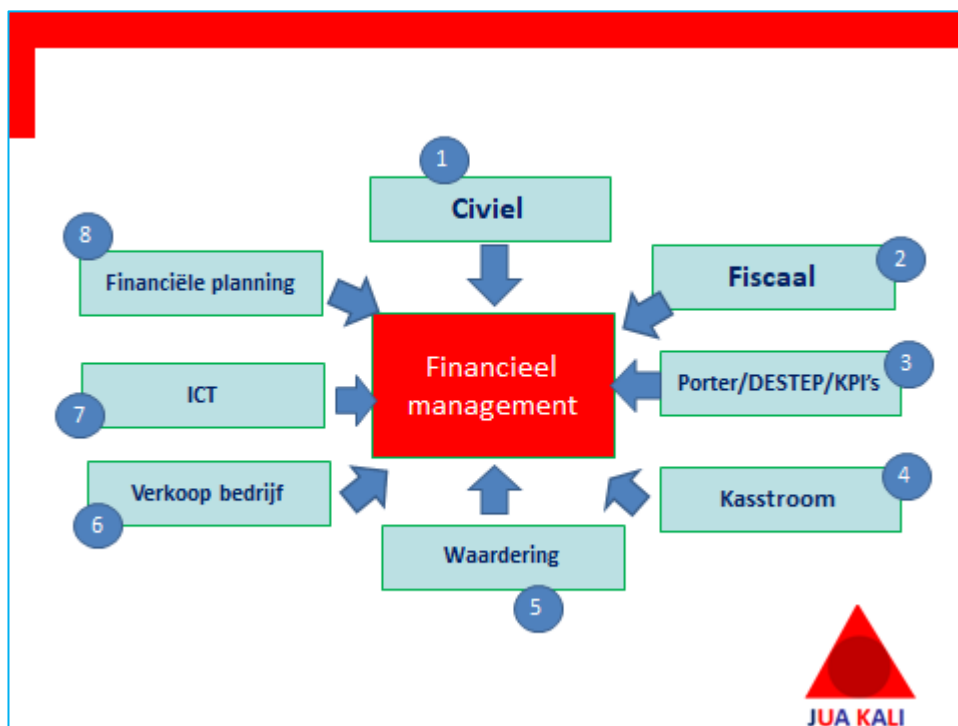 1
Civiel
8
Financiële planning
2
Fiscaal
Financieel
management
3
Porter/DESTEP/KPI's
ICT
7
4
Kasstroom
Verkoop bedrijf
6
Waardering
5
JUA KALI